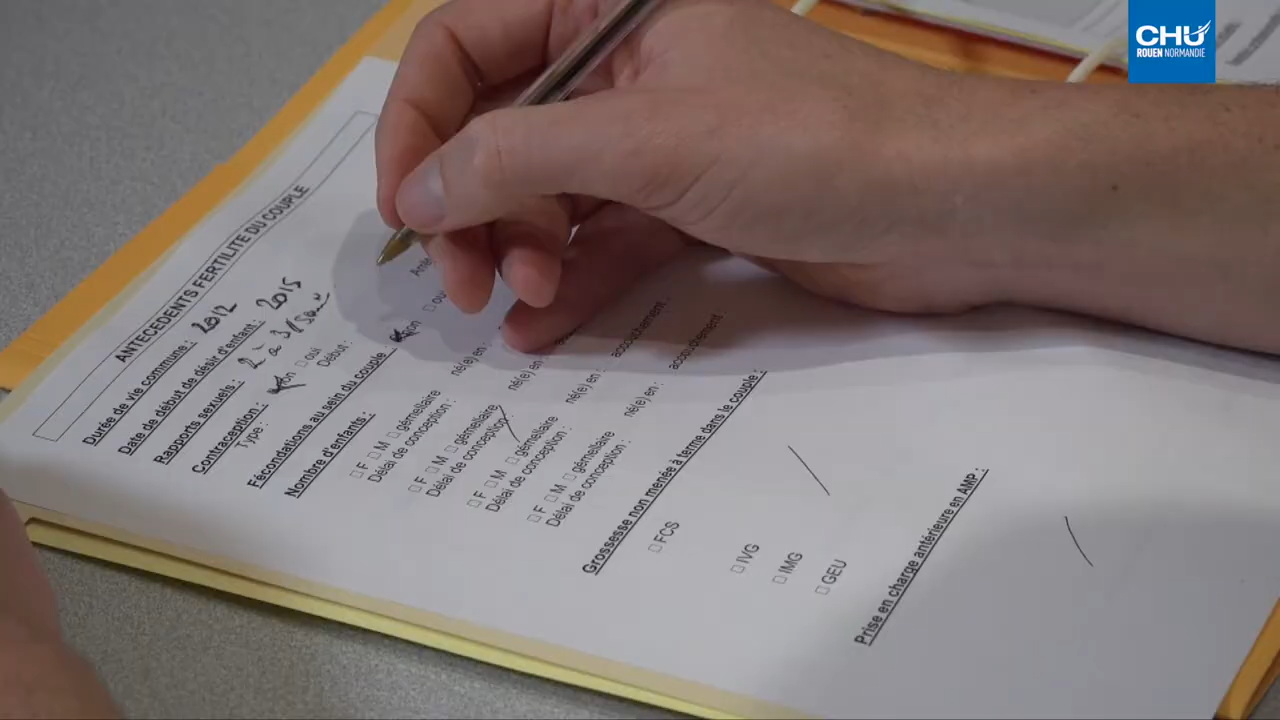 CHU
ROUEN NORMANDIE
ANTECEDENTS FERTILITE DU COUPLE
Durée de vie commune : 2012
Date de début de désir d'enfant : 2015
Rapports sexuels : 2 à 3 / Sem
Contraception : non □ oui
Type : Début :
Fécondations au sein du couple : non □ oui
Nombre d'enfants :
□ F □ M □ gémellaire né(e) en :
Délai de conception :
□ F □ M □ gémellaire né(e) en
Délai de conception :
□ F □ M □ gémellaire né(e) en : accouchement :
Délai de conception :
□ F □ M □ gémellaire né(e) en : accouchement
Délai de conception :
Grossesse non menée à terme dans le couple :
□ FCS
□ IVG
□ IMG
□ GEU
Prise en charge antérieure en AMP :